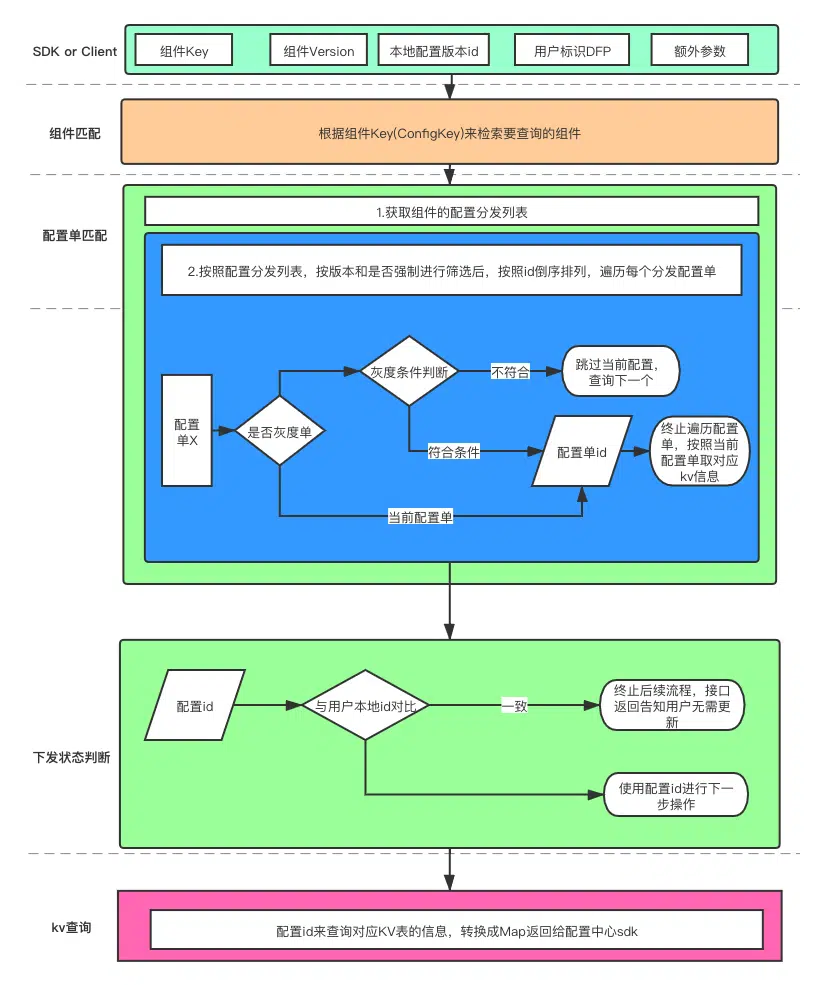 SDK or Client
组件Key
组件Version
本地配置版本id
用户标识DFP
额外参数
组件匹配
根据组件Key(ConfigKey)来检索要查询的组件
配置单匹配
1.获取组件的配置分发列表
2.按照配置分发列表，按版本和是否强制进行筛选后，按照id倒序排列，遍历每个分发配置单
灰度条件判断
不符合
跳过当前配置，
查询下一个
配置
单X
是否灰度单
符合条件
配置单id
终止遍历配置
单，按照当前
配置单取对应
kv信息
当前配置单
下发状态判断
配置id
与用户本地id对比
一致
终止后续流程，接口
返回告知用户无需更
新
使用配置id进行下一
步操作
kv查询
配置id来查询对应KV表的信息，转换成Map返回给配置中心sdk